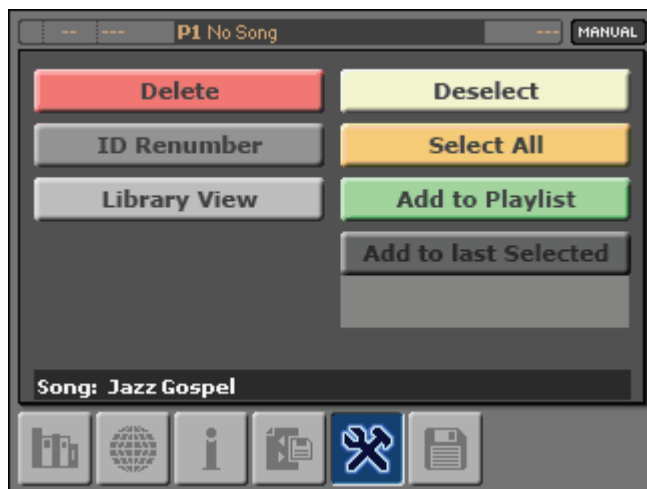 -- --- P1 No Song --- MANUAL
Delete Deselect
ID Renumber Select All
Library View Add to Playlist
Add to last Selected
Song: Jazz Gospel
i